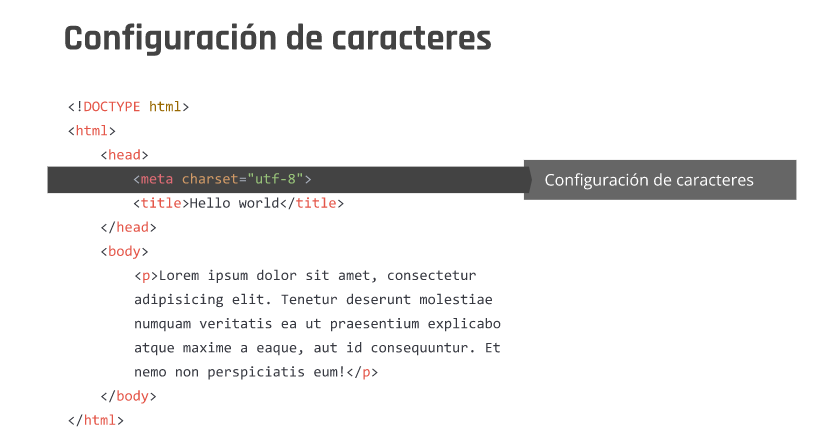 Configuración de caracteres
<!DOCTYPE html>
<html>
<head>
<meta charset="utf-8">
Configuración de caracteres
<title>Hello world</title>
</head>
<body>
<p>Lorem ipsum dolor sit amet, consectetur
adipisicing elit. Tenetur deserunt molestiae
numquam veritatis ea ut praesentium explicabo
atque maxime a eaque, aut id consequuntur. Et
nemo non perspiciatis eum!</p>
</body>
</html>